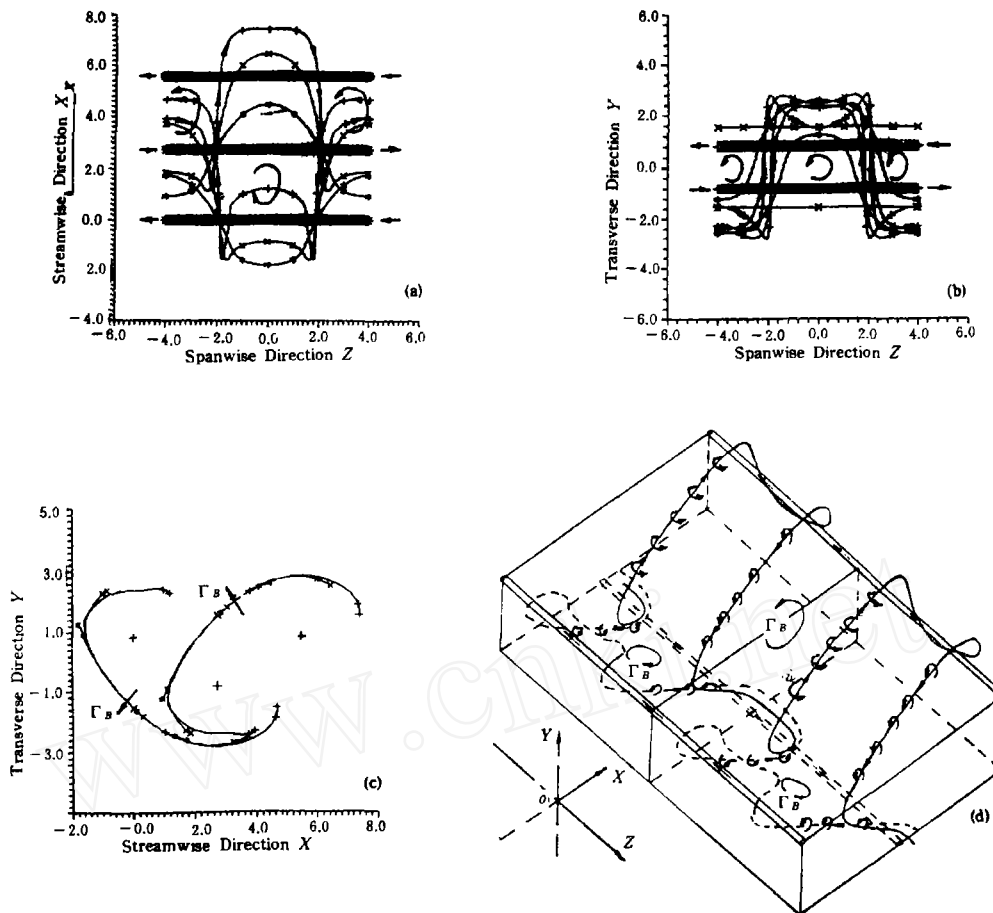 8.0
6.0
4.0
2.0
0.0
2.0
−4.0
−6.0 −4.0 −2.0 0.0 2.0 4.0 6.0
Streamwise Direction X
X
Spanwise Direction Z
(a)
6.0
4.0
2.0
0.0
−2.0
−4.0
−6.0
−6.0 −4.0 −2.0 0.0 2.0 4.0 6.0
Transverse Direction Y
Spanwise Direction Z
(b)
5.0
3.0
1.0
−1.0
−3.0
−2.0 0.0 2.0 4.0 6.0 8.0
Transverse Direction Y
Streamwise Direction X
Γ_B
Γ_B
(c)
Γ_B
Γ_B
Γ_B
Y
X
O
Z
(d)
www.cnki.net